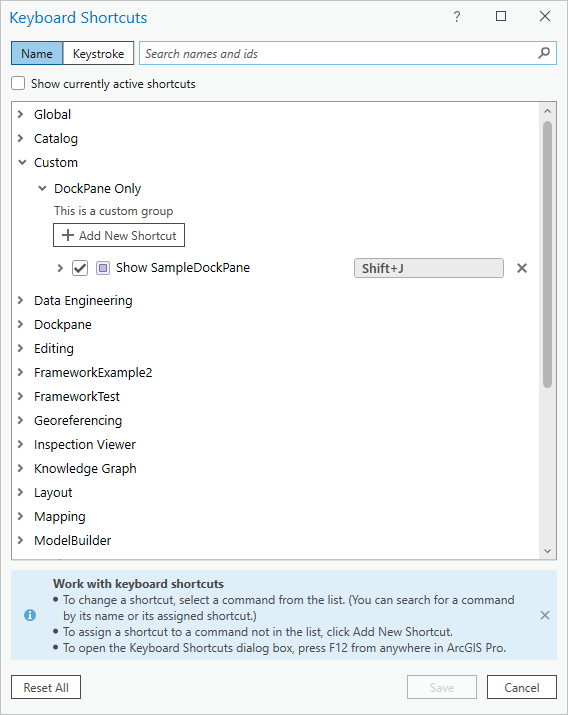 Keyboard Shortcuts
?
Name Keystroke Search names and ids
Show currently active shortcuts
Global
Catalog
Custom
DockPane Only
This is a custom group
Add New Shortcut
Show SampleDockPane Shift+J
Data Engineering
Dockpane
Editing
FrameworkExample2
FrameworkTest
Georeferencing
Inspection Viewer
Knowledge Graph
Layout
Mapping
ModelBuilder
Work with keyboard shortcuts
• To change a shortcut, select a command from the list. (You can search for a command
by its name or its assigned shortcut.)
• To assign a shortcut to a command not in the list, click Add New Shortcut.
• To open the Keyboard Shortcuts dialog box, press F12 from anywhere in ArcGIS Pro.
Reset All Save Cancel